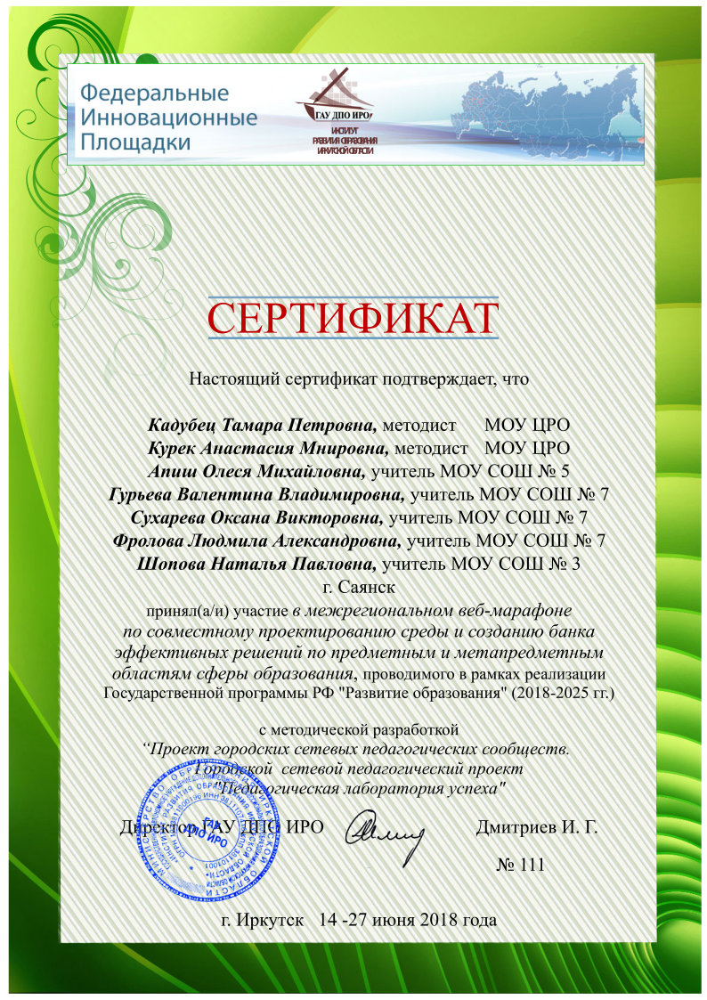 Федеральные
Инновационные
Площадки
ГАУ ДПО ИРО
ИНСТИТУТ
РАЗВИТИЯ ОБРАЗОВАНИЯ
ИРКУТСКОЙ ОБЛАСТИ
СЕРТИФИКАТ
Настоящий сертификат подтверждает, что
Кадубец Тамара Петровна, методист МОУ ЦРО
Курек Анастасия Мнировна, методист МОУ ЦРО
Апиш Олеся Михайловна, учитель МОУ СОШ № 5
Гурьева Валентина Владимировна, учитель МОУ СОШ № 7
Сухарева Оксана Викторовна, учитель МОУ СОШ № 7
Фролова Людмила Александровна, учитель МОУ СОШ № 7
Шопова Наталья Павловна, учитель МОУ СОШ № 3
г. Саянск
принял(а/и) участие в межрегиональном веб-марафоне
по совместному проектированию среды и созданию банка
эффективных решений по предметным и метапредметным
областям сферы образования, проводимого в рамках реализации
Государственной программы РФ "Развитие образования" (2018-2025 гг.)
с методической разработкой
“Проект городских сетевых педагогических сообществ.
Городской сетевой педагогический проект
"Педагогическая лаборатория успеха"
Директор ГАУ ДПО ИРО Дмитриев И. Г.
ГАУ
ДПО ИРО
№ 111
г. Иркутск 14 -27 июня 2018 года